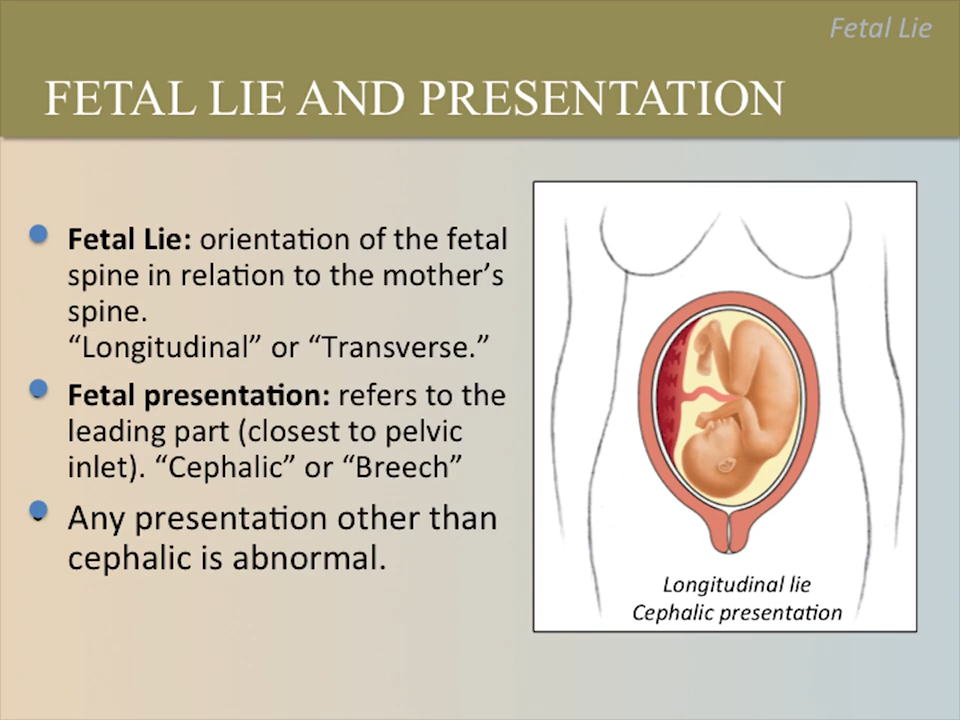 Fetal Lie
FETAL LIE AND PRESENTATION
Fetal Lie: orientation of the fetal
spine in relation to the mother’s
spine.
“Longitudinal” or “Transverse.”
Fetal presentation: refers to the
leading part (closest to pelvic
inlet). “Cephalic” or “Breech”
Any presentation other than
cephalic is abnormal.
Longitudinal lie
Cephalic presentation